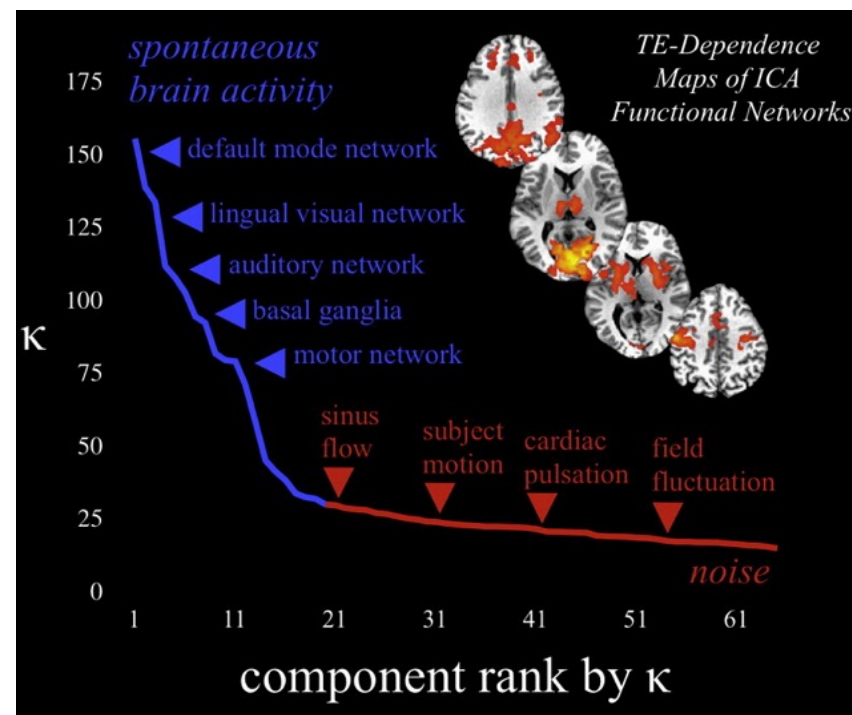 spontaneous
brain activity
TE-Dependence
Maps of ICA
Functional Networks
175
150
125
100
75
50
25
0
κ
default mode network
lingual visual network
auditory network
basal ganglia
motor network
sinus
flow
subject
motion
cardiac
pulsation
field
fluctuation
noise
1 11 21 31 41 51 61
component rank by κ